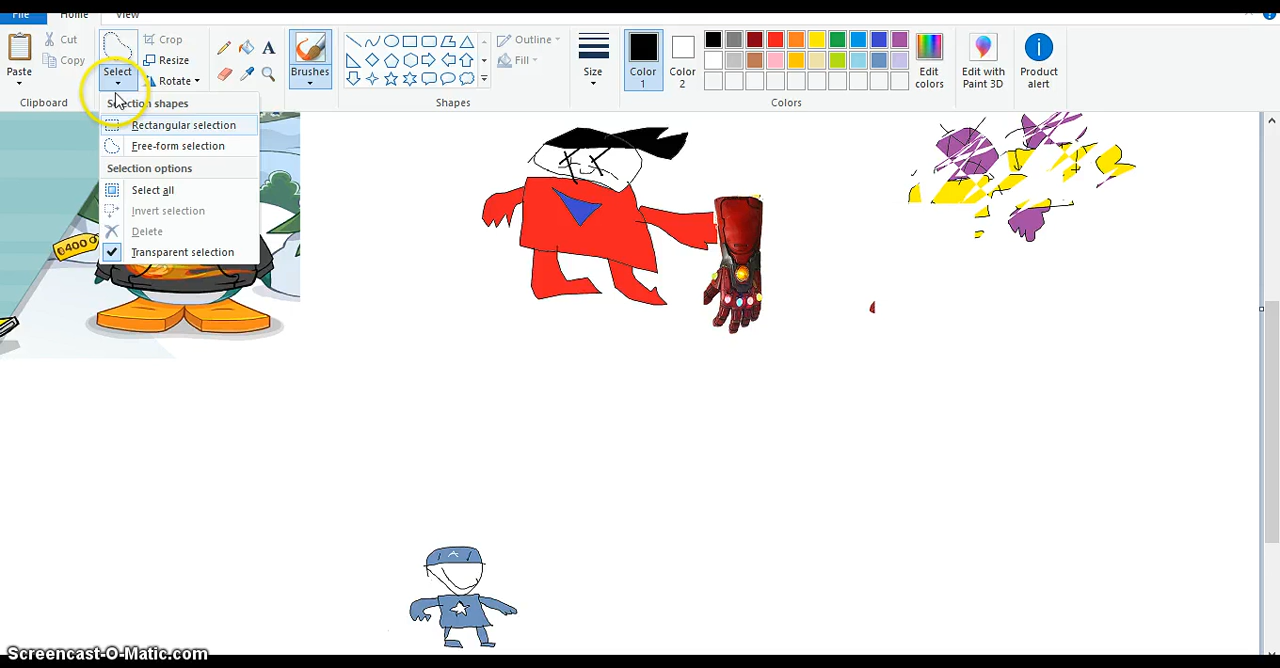 File Home View
Paste
Cut
Copy
Clipboard
Select
Crop
Resize
Rotate
Brushes
Outline
Fill
Shapes
Size
Color 1
Color 2
Colors
Edit colors
Edit with Paint 3D
Product alert
Selection shapes
Rectangular selection
Free-form selection
Selection options
Select all
Invert selection
Delete
Transparent selection
A
Screencast-O-Matic.com